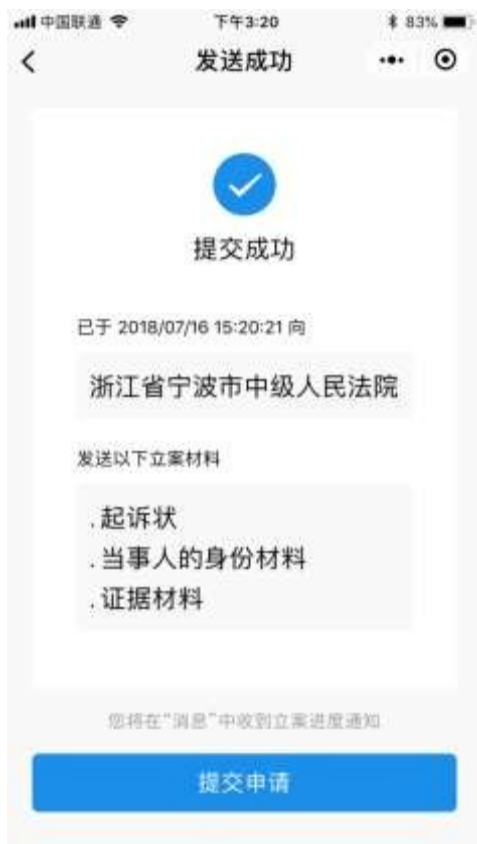 中国联通 下午3:20 83%
发送成功
提交成功
已于 2018/07/16 15:20:21 向
浙江省宁波市中级人民法院
发送以下立案材料
.起诉状
.当事人的身份材料
.证据材料
您将在“消息”中收到立案进度通知
提交申请